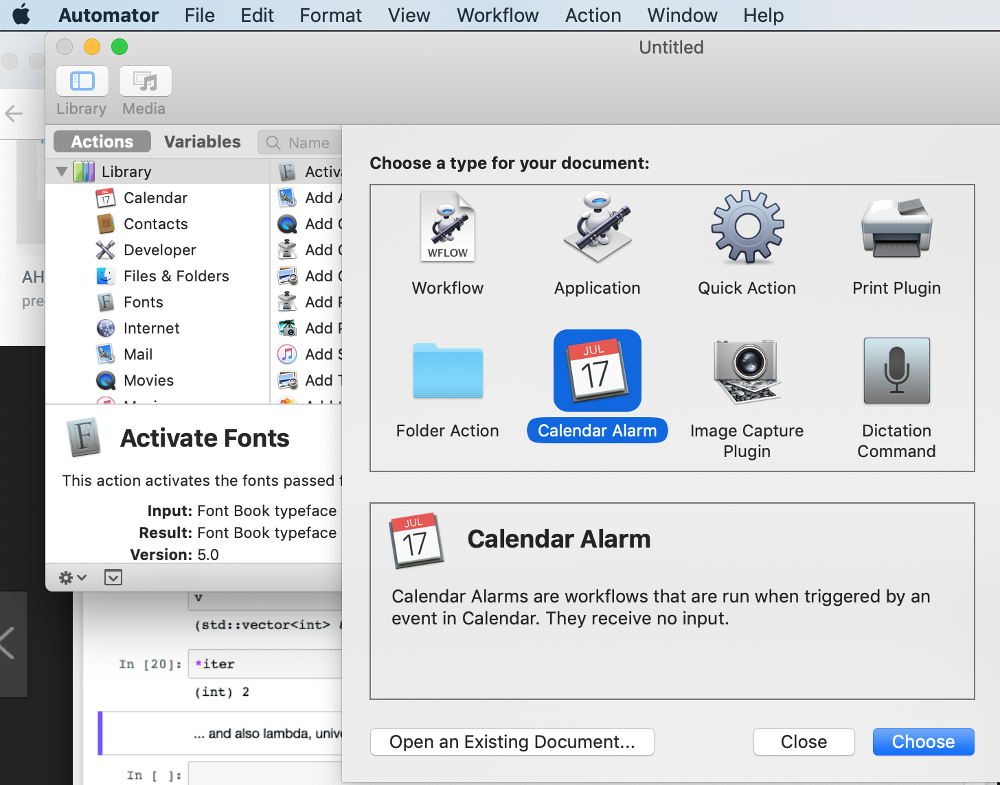 Automator File Edit Format View Workflow Action Window Help
Untitled
Library Media
Actions Variables Name
Choose a type for your document:
Library
Calendar
Contacts
Developer
Files & Folders
Fonts
Internet
Mail
Movies
Activ
Add A
Add
Add
Add
Add
Add
Add S
Add T
WFLOW
Workflow
Application
Quick Action
Print Plugin
Folder Action
JUL
17
Calendar Alarm
Image Capture
Plugin
Dictation
Command
Activate Fonts
This action activates the fonts passed f
Input: Font Book typeface
Result: Font Book typeface
Version: 5.0
JUL
17
Calendar Alarm
Calendar Alarms are workflows that are run when triggered by an
event in Calendar. They receive no input.
Open an Existing Document...
Close
Choose
AH
pre
v
(std::vector<int> &
In [20]: *iter
(int) 2
... and also lambda, unive
In [ ]: